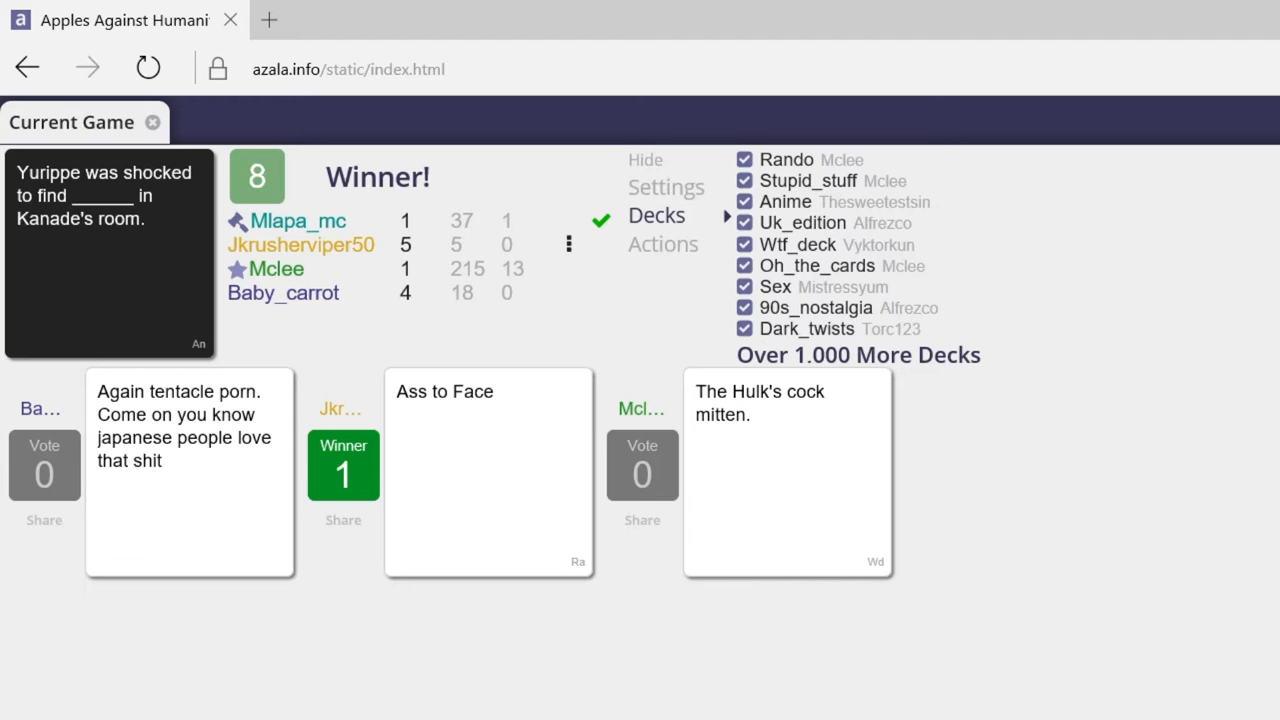 a Apples Against Humani
azala.info/static/index.html
Current Game
Yurippe was shocked
to find ______ in
Kanade's room.
An
8 Winner!
Mlapa_mc 1 37 1
Jkrusherviper50 5 5 0
Mclee 1 215 13
Baby_carrot 4 18 0
Hide
Settings
Decks
Actions
Rando Mclee
Stupid_stuff Mclee
Anime Thesweetestsin
Uk_edition Alfrezco
Wtf_deck Vyktorkun
Oh_the_cards Mclee
Sex Mistressyum
90s_nostalgia Alfrezco
Dark_twists Torc123
Over 1,000 More Decks
Ba...
Vote
0
Share
Again tentacle porn.
Come on you know
japanese people love
that shit
Jkr...
Winner
1
Share
Ass to Face
Ra
Mcl...
Vote
0
Share
The Hulk's cock
mitten.
Wd